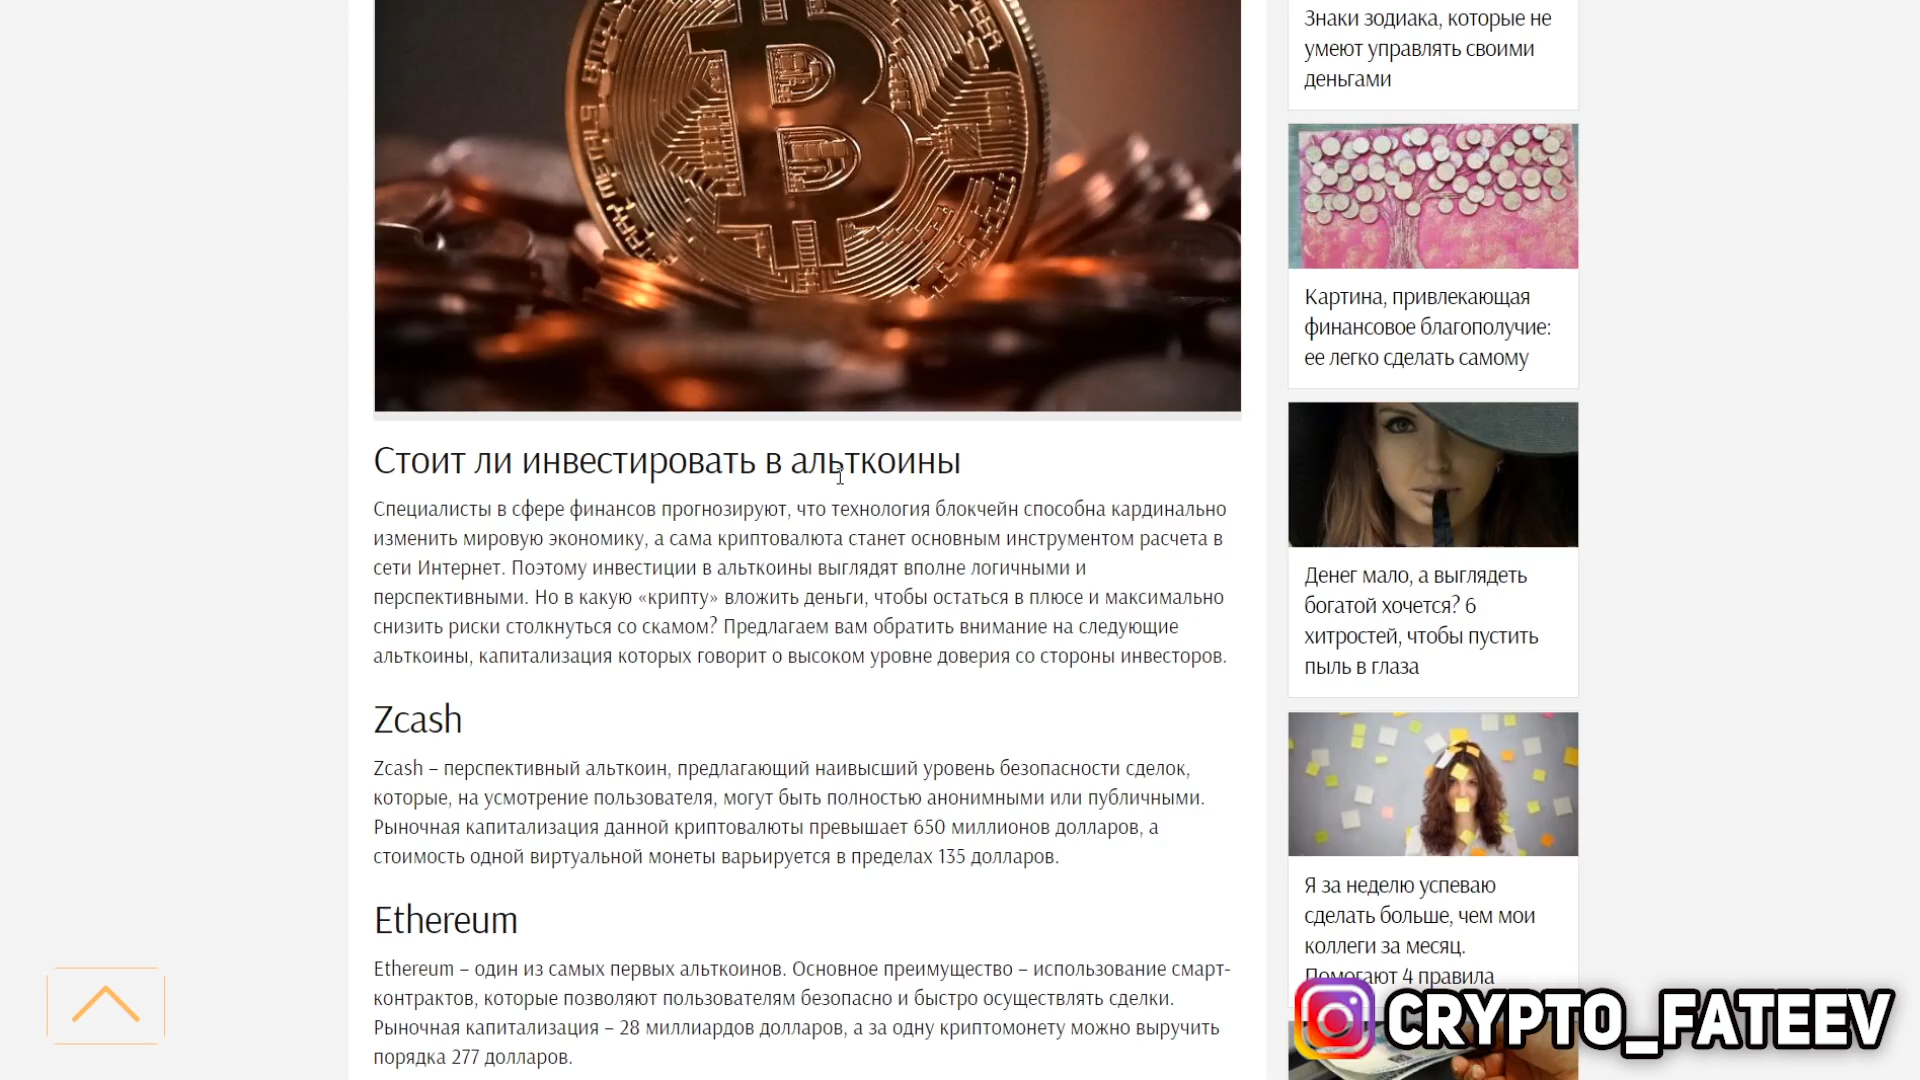 Стоит ли инвестировать в альткоины
Специалисты в сфере финансов прогнозируют, что технология блокчейн способна кардинально
изменить мировую экономику, а сама криптовалюта станет основным инструментом расчета в
сети Интернет. Поэтому инвестиции в альткоины выглядят вполне логичными и
перспективными. Но в какую «крипту» вложить деньги, чтобы остаться в плюсе и максимально
снизить риски столкнуться со скамом? Предлагаем вам обратить внимание на следующие
альткоины, капитализация которых говорит о высоком уровне доверия со стороны инвесторов.
Zcash
Zcash – перспективный альткоин, предлагающий наивысший уровень безопасности сделок,
которые, на усмотрение пользователя, могут быть полностью анонимными или публичными.
Рыночная капитализация данной криптовалюты превышает 650 миллионов долларов, а
стоимость одной виртуальной монеты варьируется в пределах 135 долларов.
Ethereum
Ethereum – один из самых первых альткоинов. Основное преимущество – использование смарт-
контрактов, которые позволяют пользователям безопасно и быстро осуществлять сделки.
Рыночная капитализация – 28 миллиардов долларов, а за одну криптомонету можно выручить
порядка 277 долларов.
Знаки зодиака, которые не
умеют управлять своими
деньгами
Картина, привлекающая
финансовое благополучие:
ее легко сделать самому
Денег мало, а выглядеть
богатой хочется? 6
хитростей, чтобы пустить
пыль в глаза
Я за неделю успеваю
сделать больше, чем мои
коллеги за месяц.
Помогают 4 правила
CRYPTO_FATEEV